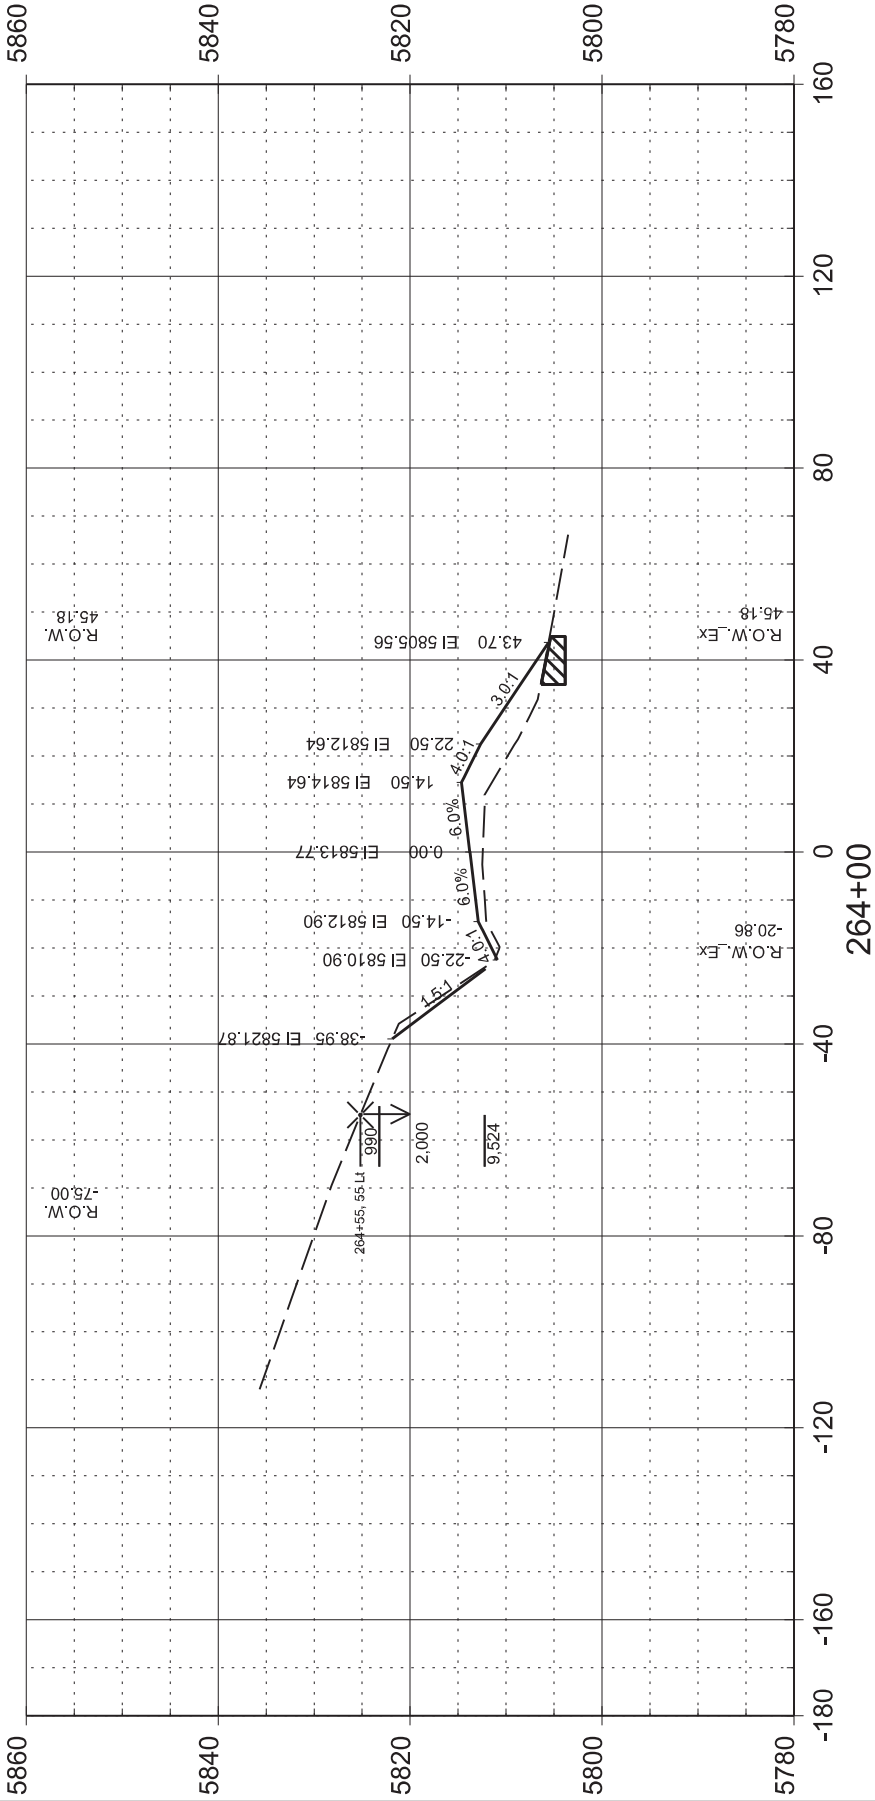 5860
5840
5820
5800
5780
5860
5840
5820
5800
5780
-180
-160
-140
-120
-80
-40
0
40
80
120
160
264+00
R.O.W.
-75.00
R.O.W.
45.18
R.O.W._Ex
-20.86
R.O.W._Ex
45.18
-38.95 El 5821.87
-22.50 El 5810.90
-14.50 El 5812.90
0.00 El 5813.77
14.50 El 5814.64
22.50 El 5812.64
43.70 El 5805.56
1.5:1
4.0:1
6.0%
6.0%
4.0:1
3.0:1
264+55, 55 Lt
990
2,000
9,524